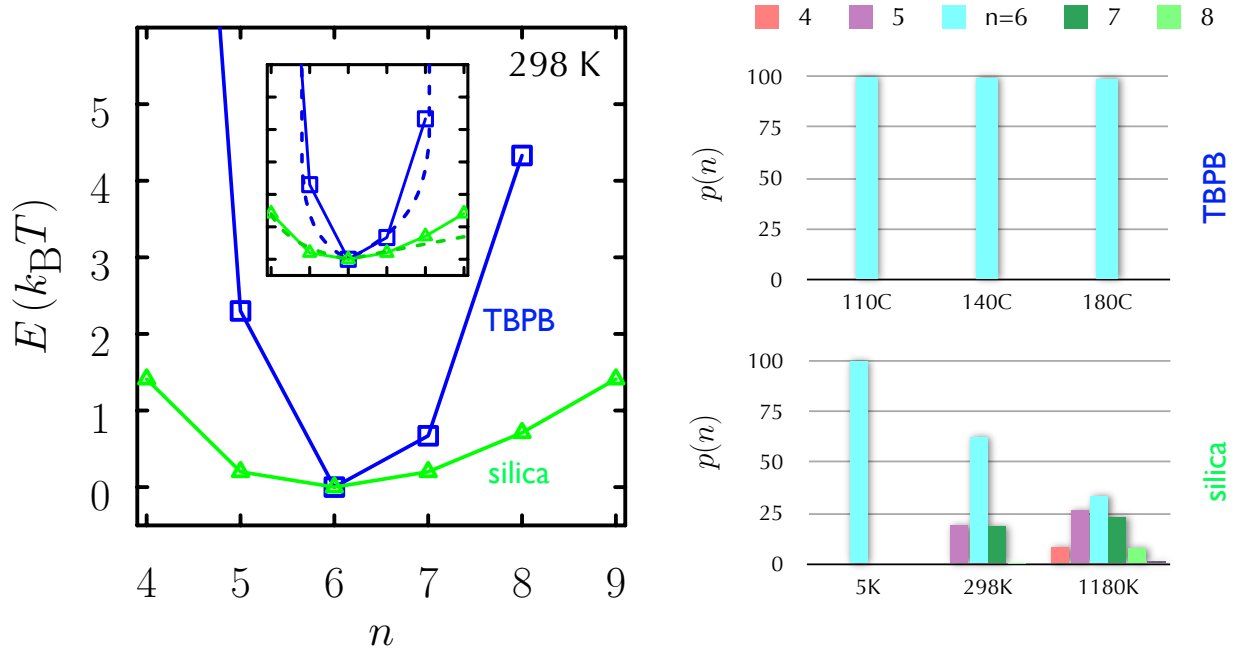 298 K
5
4
3
2
1
0
E (kBT)
TBPB
silica
4 5 6 7 8 9
n
4 5 n=6 7 8
100
75
50
25
0
p(n)
110C 140C 180C
TBPB
100
75
50
25
0
p(n)
5K 298K 1180K
silica